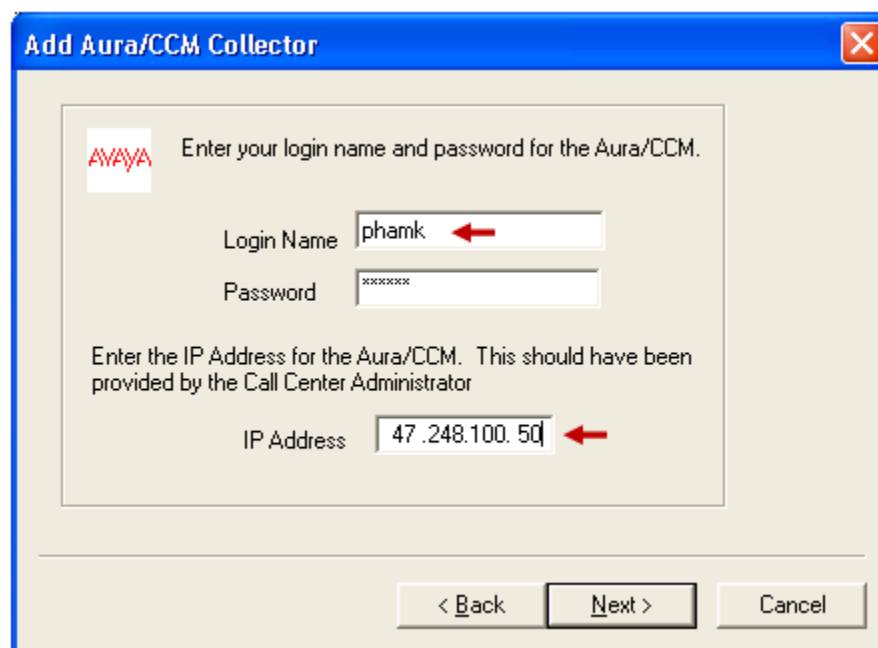 Add Aura/CCM Collector
AVAYA
Enter your login name and password for the Aura/CCM.
Login Name phamk
Password ××××××
Enter the IP Address for the Aura/CCM. This should have been
provided by the Call Center Administrator
IP Address 47 .248.100. 50
< Back Next > Cancel